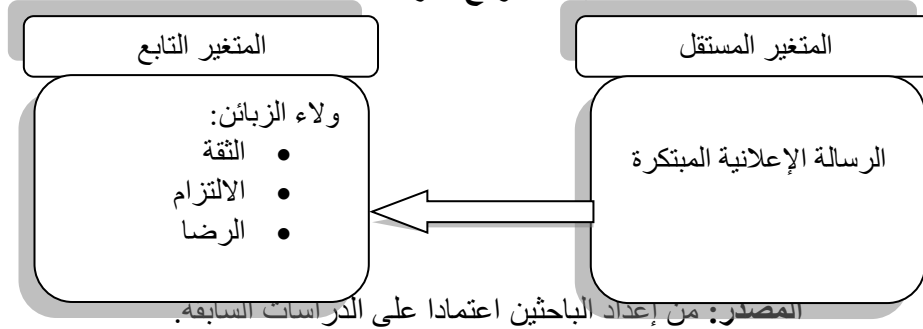 المتغير المستقل
الرسالة الإعلانية المبتكرة
المتغير التابع
ولاء الزبائن:
• الثقة
• الالتزام
• الرضا
المصدر: من إعداد الباحثين اعتمادا على الدراسات السابقة.